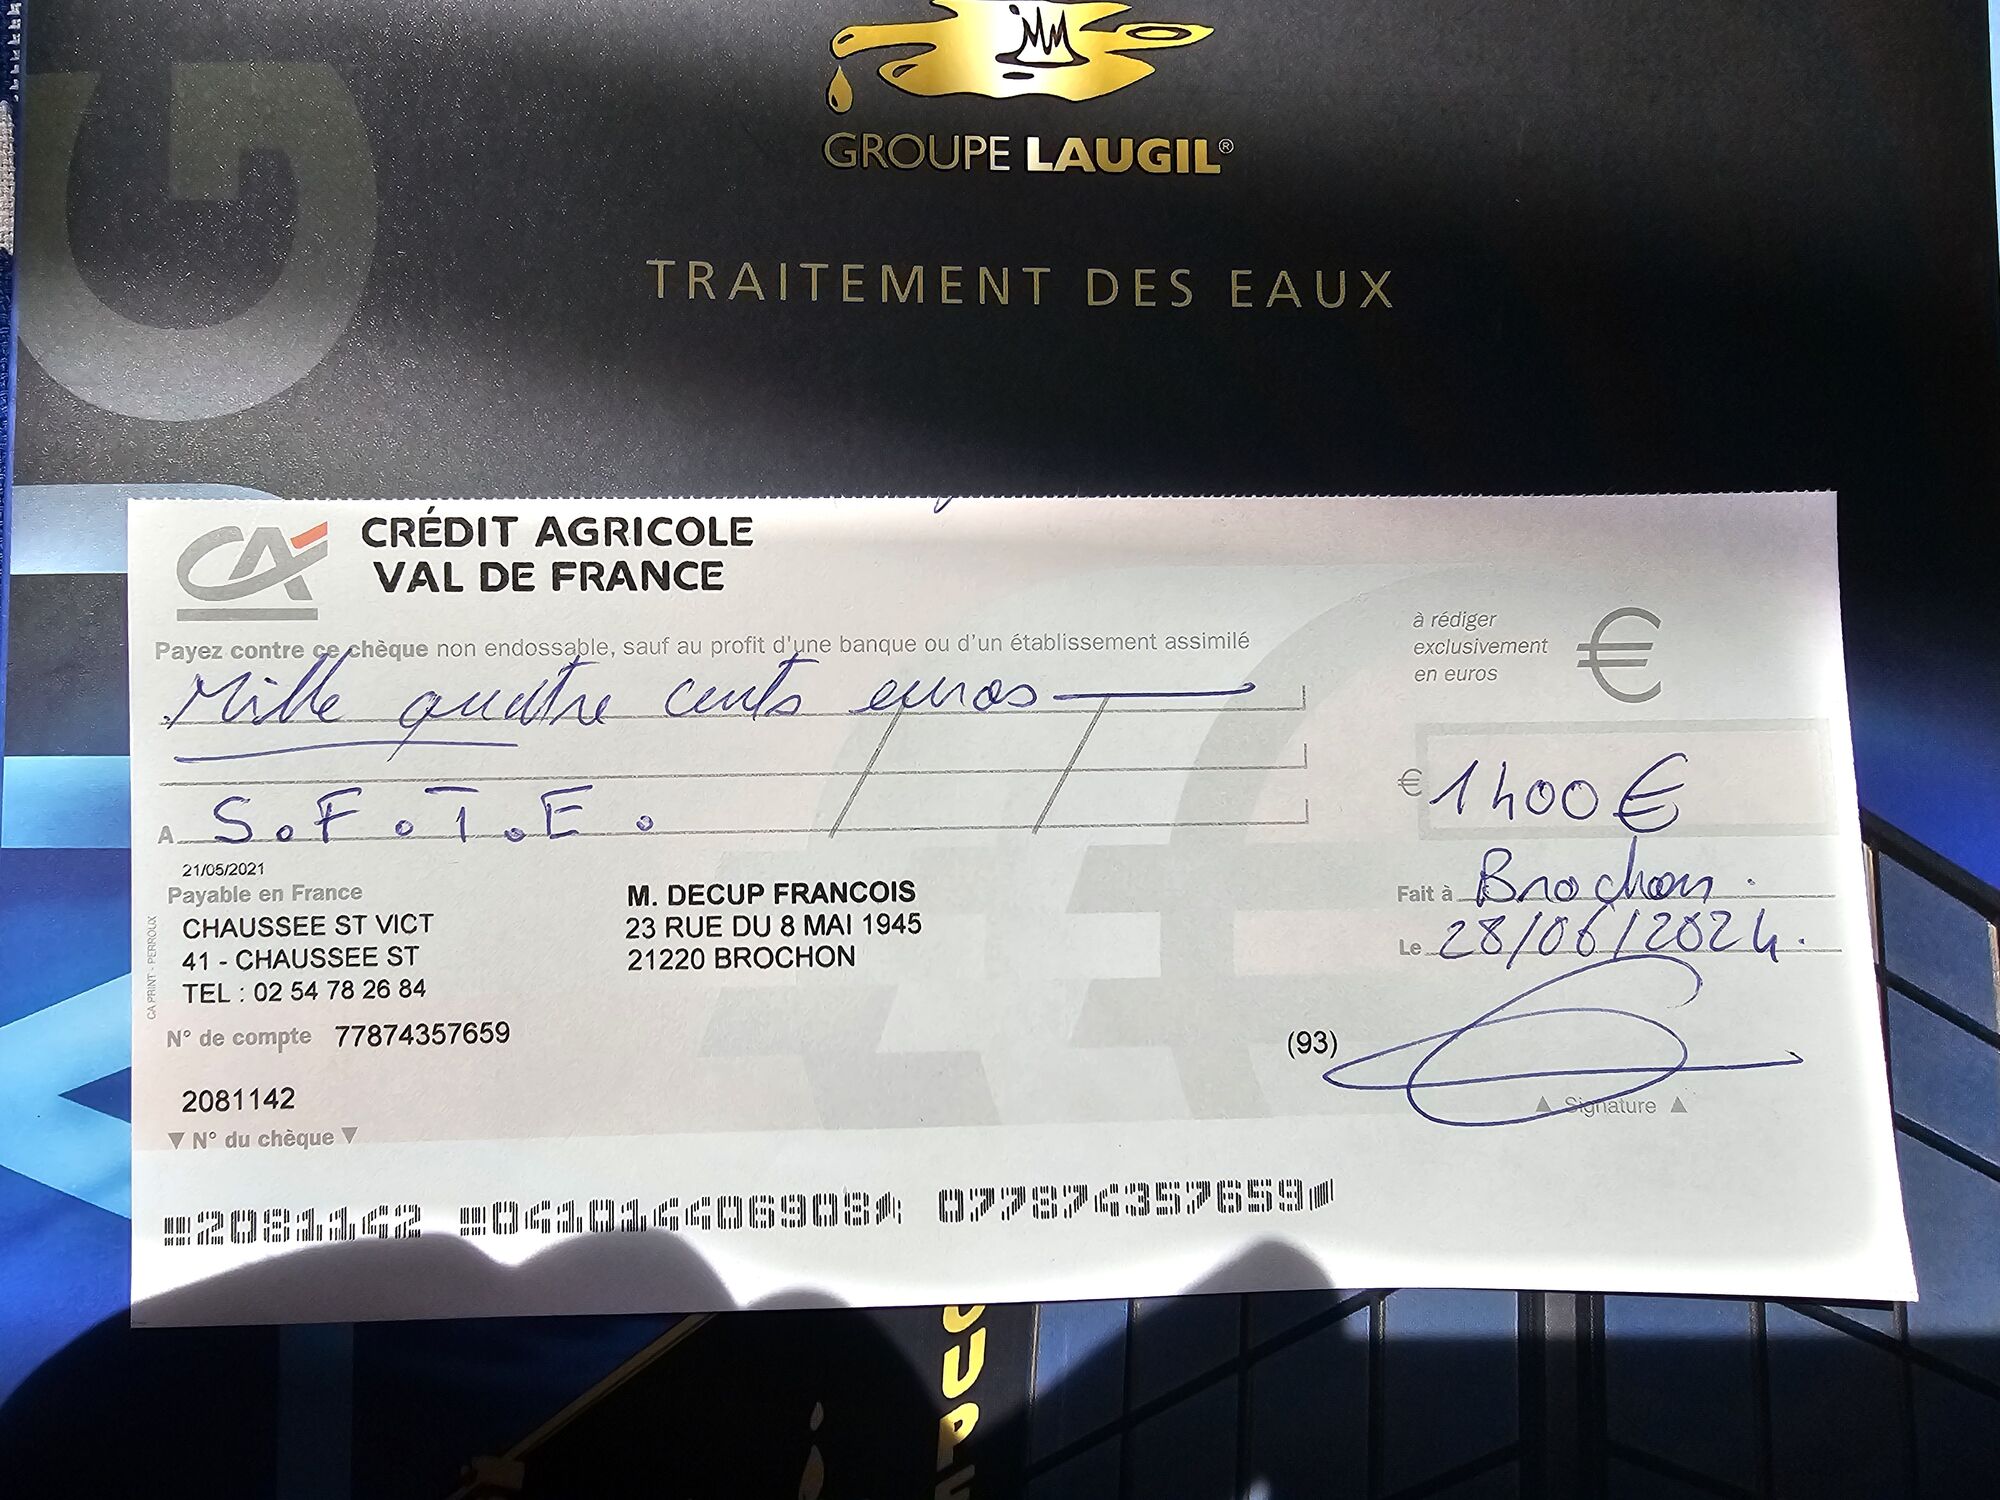 GROUPE LAUGIL®
TRAITEMENT DES EAUX
CA
CRÉDIT AGRICOLE
VAL DE FRANCE
Payez contre ce chèque non endossable, sauf au profit d'une banque ou d'un établissement assimilé
à rédiger
exclusivement
en euros
€
Mille quatre cents euros
€ 1400 €
A S.F.T.E.
21/05/2021
Payable en France
CHAUSSEE ST VICT
41 - CHAUSSEE ST
TEL : 02 54 78 26 84
CA PRINT - PERROUX
M. DECUP FRANCOIS
23 RUE DU 8 MAI 1945
21220 BROCHON
Fait à Brochon.
Le 28/06/2024.
N° de compte 77874357659
(93)
2081142
▼ N° du chèque ▼
▲ Signature ▲
2081142 041014406908 077874357659